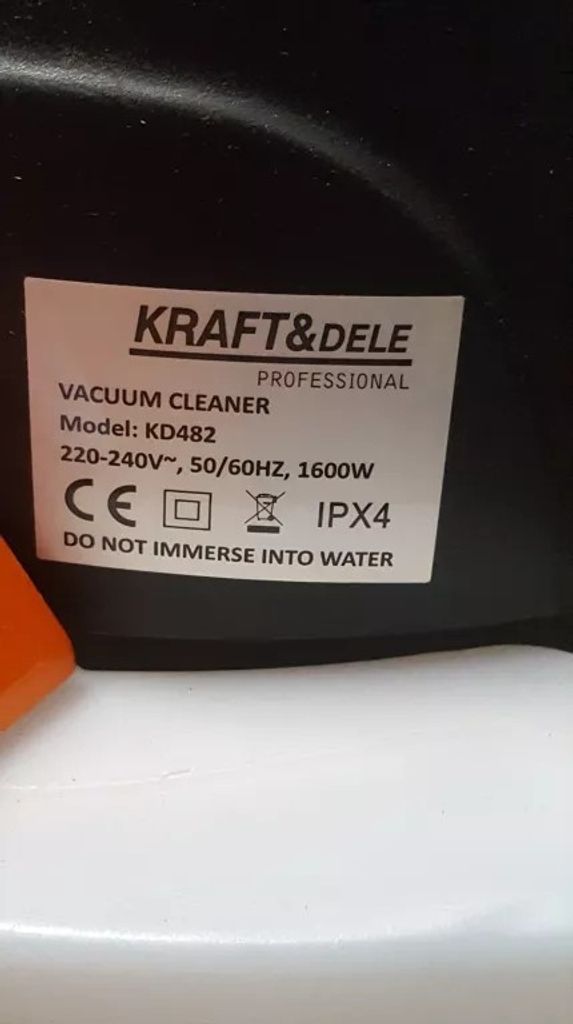 KRAFT&DELE
PROFESSIONAL
VACUUM CLEANER
Model: KD482
220-240V~, 50/60HZ, 1600W
CE IPX4
DO NOT IMMERSE INTO WATER